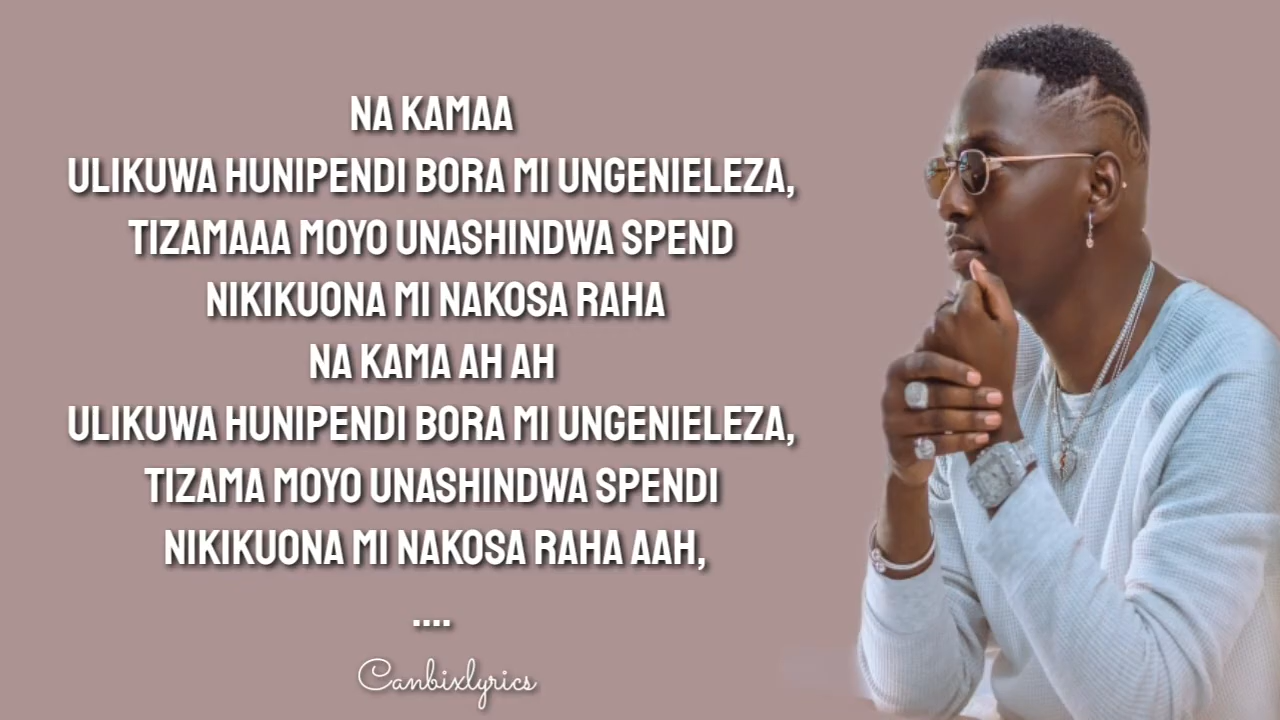 NA KAMAA
ULIKUWA HUNIPENDI BORA MI UNGENIELEZA,
TIZAMAAA MOYO UNASHINDWA SPEND
NIKIKUONA MI NAKOSA RAHA
NA KAMA AH AH
ULIKUWA HUNIPENDI BORA MI UNGENIELEZA,
TIZAMA MOYO UNASHINDWA SPENDI
NIKIKUONA MI NAKOSA RAHA AAH,
....
Canbixlyrics